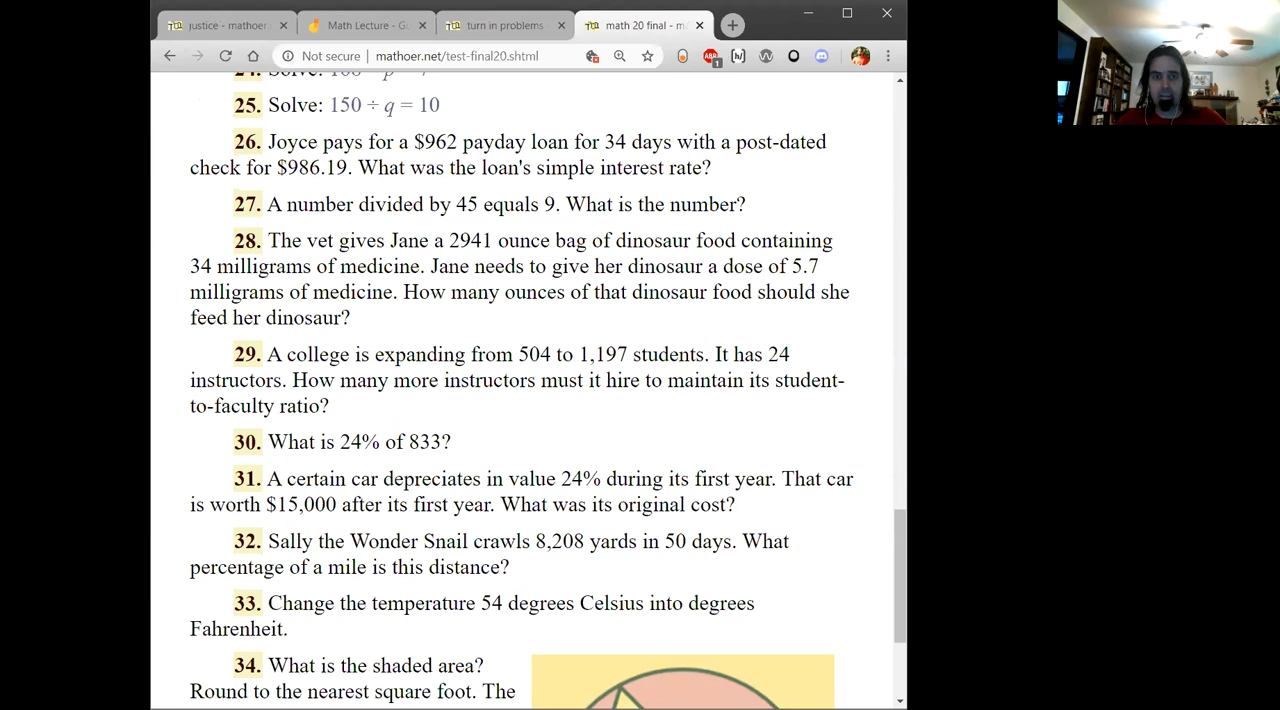 justice - mathoer
Math Lecture - G
turn in problems
math 20 final - m
Not secure
mathoer.net/test-final20.shtml
25. Solve: 150 ÷ q = 10
26. Joyce pays for a $962 payday loan for 34 days with a post-dated
check for $986.19. What was the loan's simple interest rate?
27. A number divided by 45 equals 9. What is the number?
28. The vet gives Jane a 2941 ounce bag of dinosaur food containing
34 milligrams of medicine. Jane needs to give her dinosaur a dose of 5.7
milligrams of medicine. How many ounces of that dinosaur food should she
feed her dinosaur?
29. A college is expanding from 504 to 1,197 students. It has 24
instructors. How many more instructors must it hire to maintain its student-
to-faculty ratio?
30. What is 24% of 833?
31. A certain car depreciates in value 24% during its first year. That car
is worth $15,000 after its first year. What was its original cost?
32. Sally the Wonder Snail crawls 8,208 yards in 50 days. What
percentage of a mile is this distance?
33. Change the temperature 54 degrees Celsius into degrees
Fahrenheit.
34. What is the shaded area?
Round to the nearest square foot. The